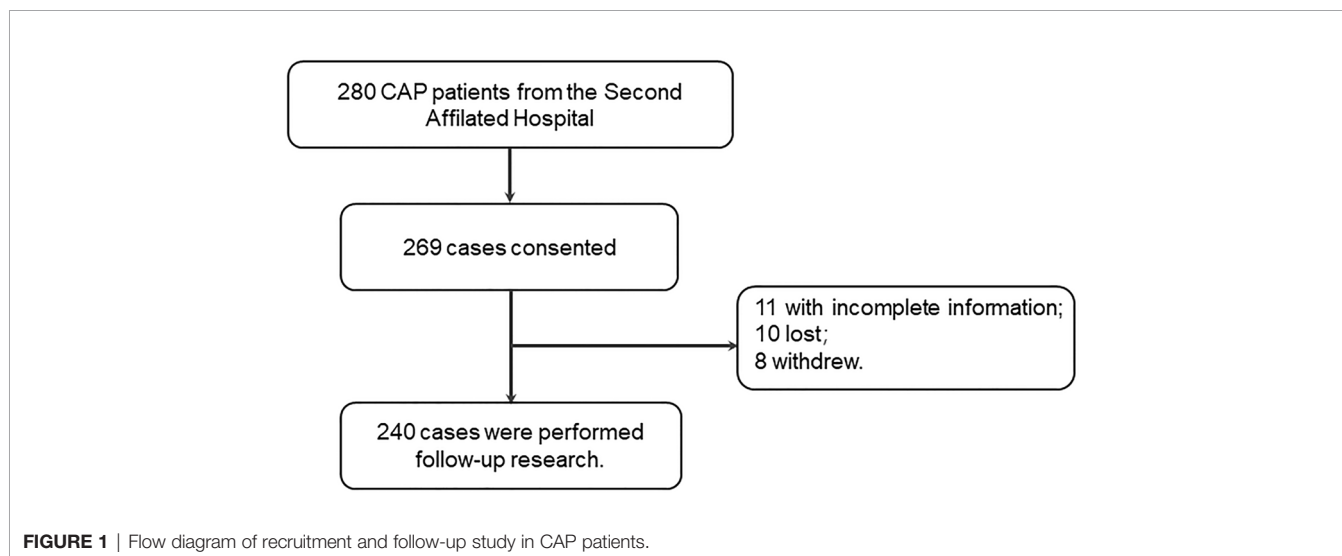 280 CAP patients from the Second
Affilated Hospital
269 cases consented
11 with incomplete information;
10 lost;
8 withdrew.
240 cases were performed
follow-up research.
FIGURE 1 | Flow diagram of recruitment and follow-up study in CAP patients.